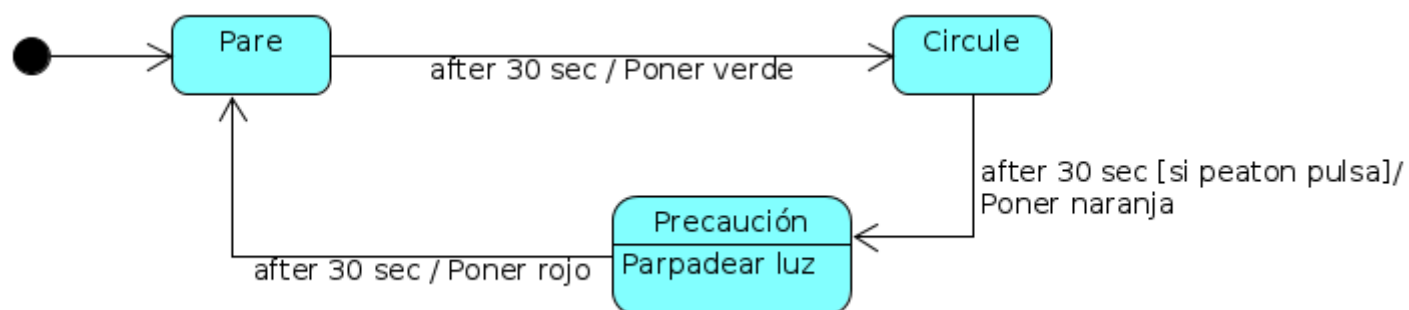 Pare
Circule
after 30 sec / Poner verde
after 30 sec [si peaton pulsa]/
Poner naranja
Precaución
Parpadear luz
after 30 sec / Poner rojo